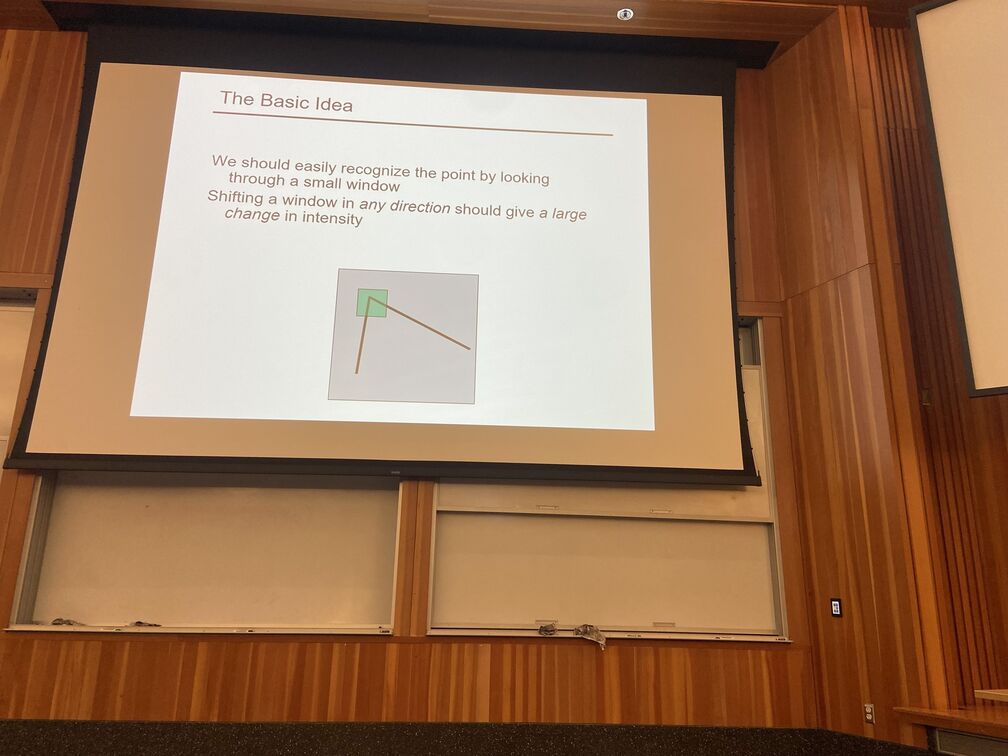 The Basic Idea
We should easily recognize the point by looking
through a small window
Shifting a window in any direction should give a large
change in intensity